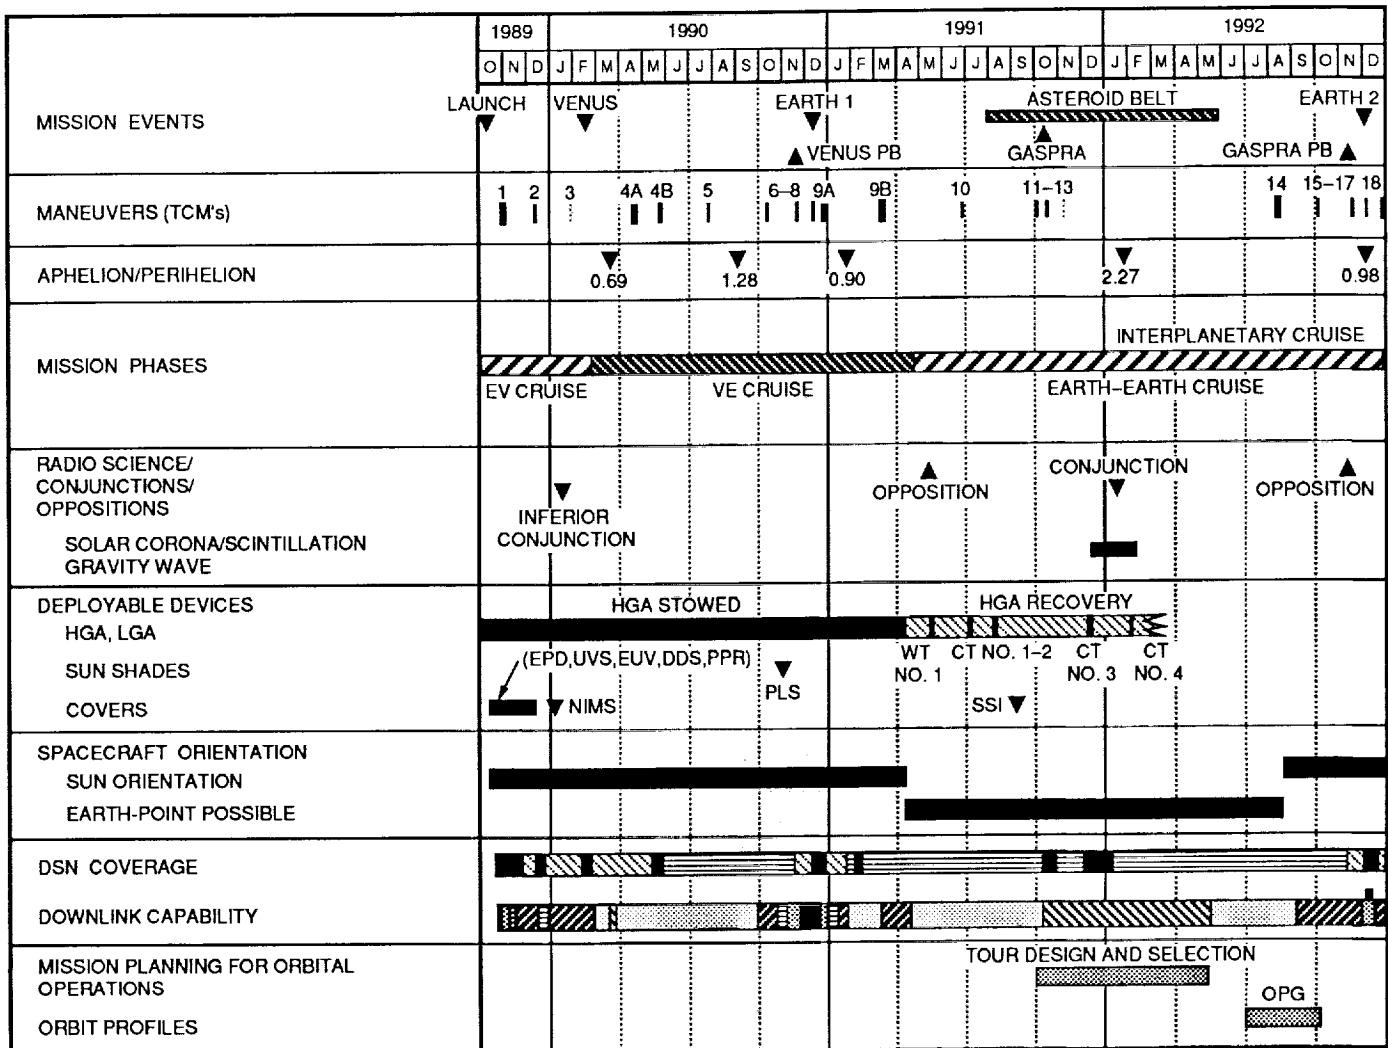 1989 1990 1991 1992
O N D J F M A M J J A S O N D J F M A M J J A S O N D J F M A M J J A S O N D
LAUNCH VENUS EARTH 1 ASTEROID BELT EARTH 2
MISSION EVENTS
VENUS PB GASPRA GASPRA PB
1 2 3 4A 4B 5 6–8 9A 9B 10 11–13 14 15–17 18
MANEUVERS (TCM's)
APHELION/PERIHELION
0.69 1.28 0.90 2.27 0.98
INTERPLANETARY CRUISE
MISSION PHASES
EV CRUISE VE CRUISE EARTH–EARTH CRUISE
RADIO SCIENCE/
CONJUNCTIONS/
OPPOSITIONS
CONJUNCTION
OPPOSITION OPPOSITION
INFERIOR
CONJUNCTION
SOLAR CORONA/SCINTILLATION
GRAVITY WAVE
DEPLOYABLE DEVICES HGA STOWED HGA RECOVERY
HGA, LGA
WT CT NO. 1–2 CT CT
NO. 1 NO. 3 NO. 4
SUN SHADES (EPD,UVS,EUV,DDS,PPR)
PLS
COVERS NIMS SSI
SPACECRAFT ORIENTATION
SUN ORIENTATION
EARTH-POINT POSSIBLE
DSN COVERAGE
DOWNLINK CAPABILITY
MISSION PLANNING FOR ORBITAL
OPERATIONS
TOUR DESIGN AND SELECTION
OPG
ORBIT PROFILES